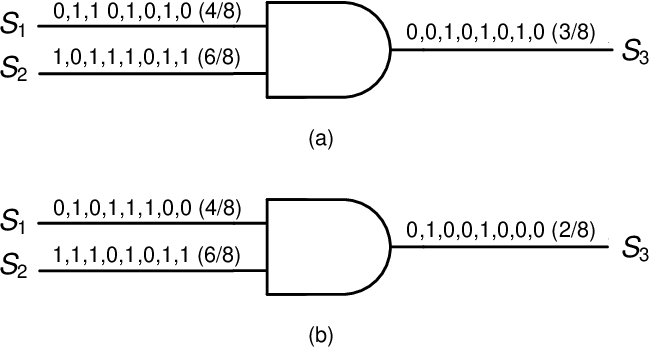 S1 0,1,1 0,1,0,1,0 (4/8)
S2 1,0,1,1,1,0,1,1 (6/8)
0,0,1,0,1,0,1,0 (3/8) S3
(a)
S1 0,1,0,1,1,1,0,0 (4/8)
S2 1,1,1,0,1,0,1,1 (6/8)
0,1,0,0,1,0,0,0 (2/8) S3
(b)